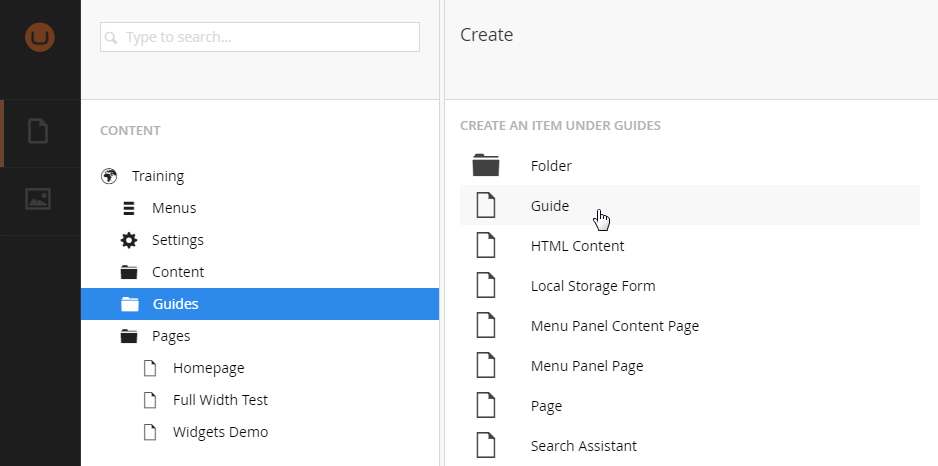 Type to search...
CONTENT
Training
Menus
Settings
Content
Guides
Pages
Homepage
Full Width Test
Widgets Demo
Create
CREATE AN ITEM UNDER GUIDES
Folder
Guide
HTML Content
Local Storage Form
Menu Panel Content Page
Menu Panel Page
Page
Search Assistant